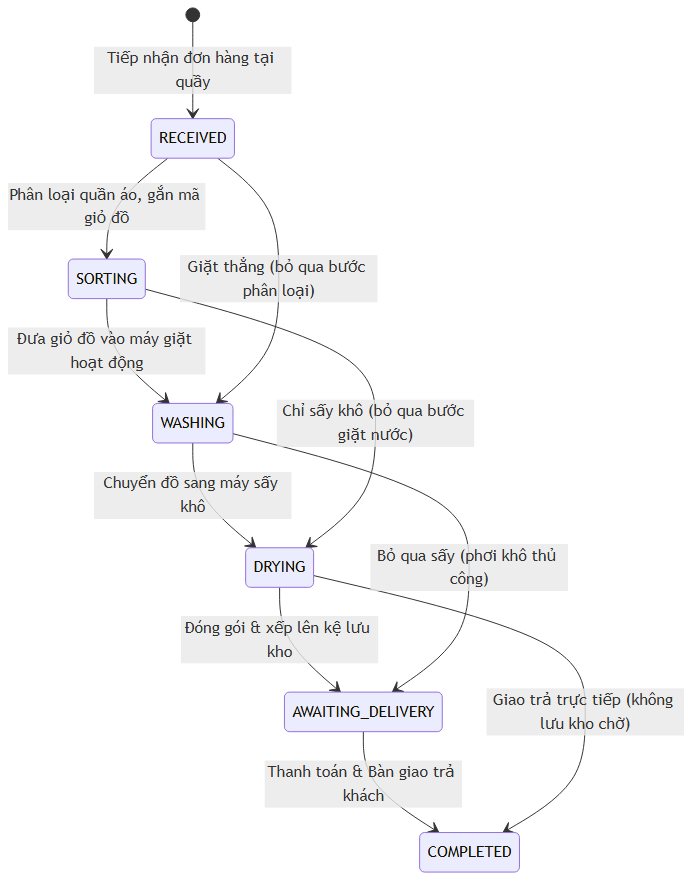 Tiếp nhận đơn hàng tại
quầy
RECEIVED
Phân loại quần áo, gắn mã
giỏ đồ
Giặt thẳng (bỏ qua bước
phân loại)
SORTING
Đưa giỏ đồ vào máy giặt
hoạt động
Chỉ sấy khô (bỏ qua bước
giặt nước)
WASHING
Chuyển đồ sang máy sấy
khô
Bỏ qua sấy (phơi khô thủ
công)
DRYING
Đóng gói & xếp lên kệ lưu
kho
Giao trả trực tiếp (không
lưu kho chờ)
AWAITING_DELIVERY
Thanh toán & Bàn giao trả
khách
COMPLETED